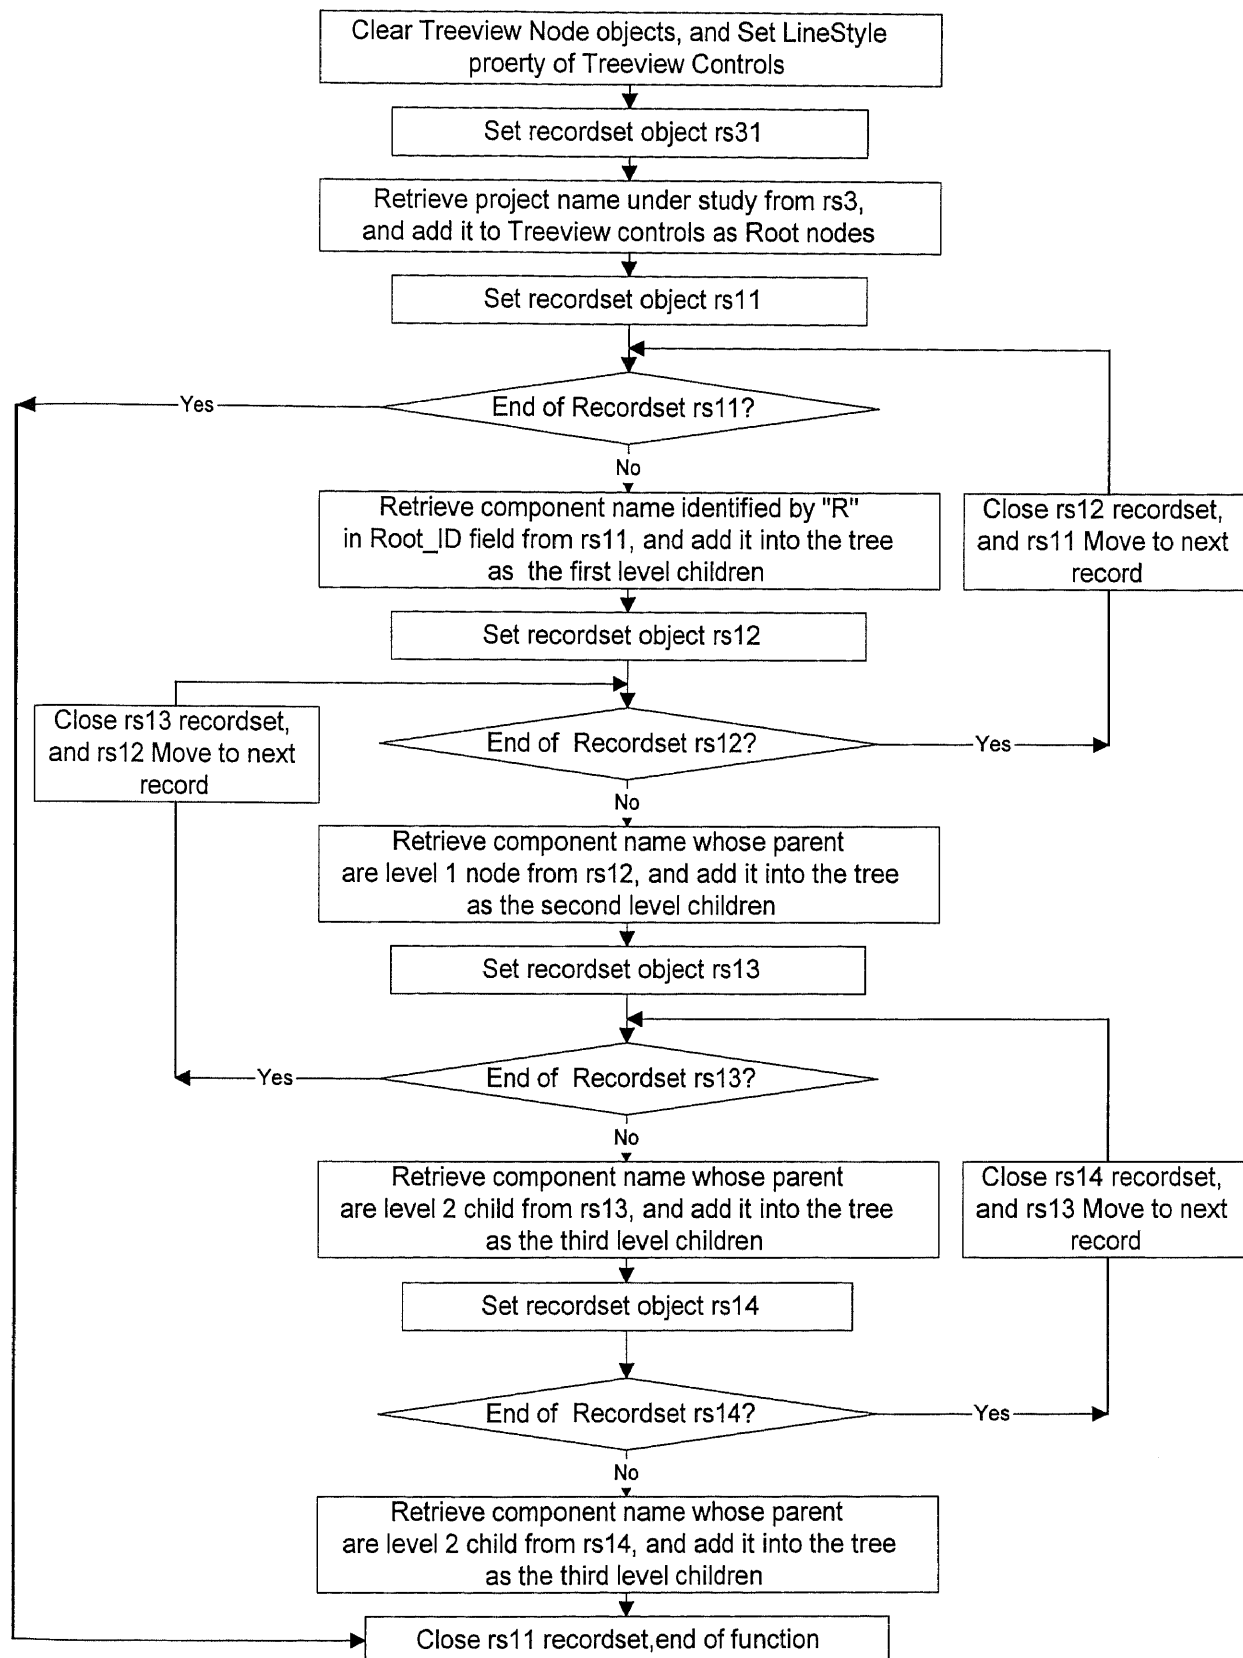 Clear Treeview Node objects, and Set LineStyle
proerty of Treeview Controls
Set recordset object rs31
Retrieve project name under study from rs3,
and add it to Treeview controls as Root nodes
Set recordset object rs11
End of Recordset rs11?
Yes
No
Retrieve component name identified by "R"
in Root_ID field from rs11, and add it into the tree
as the first level children
Close rs12 recordset,
and rs11 Move to next
record
Set recordset object rs12
Close rs13 recordset,
and rs12 Move to next
record
End of Recordset rs12?
Yes
No
Retrieve component name whose parent
are level 1 node from rs12, and add it into the tree
as the second level children
Set recordset object rs13
End of Recordset rs13?
Yes
No
Retrieve component name whose parent
are level 2 child from rs13, and add it into the tree
as the third level children
Close rs14 recordset,
and rs13 Move to next
record
Set recordset object rs14
End of Recordset rs14?
Yes
No
Retrieve component name whose parent
are level 2 child from rs14, and add it into the tree
as the third level children
Close rs11 recordset,end of function